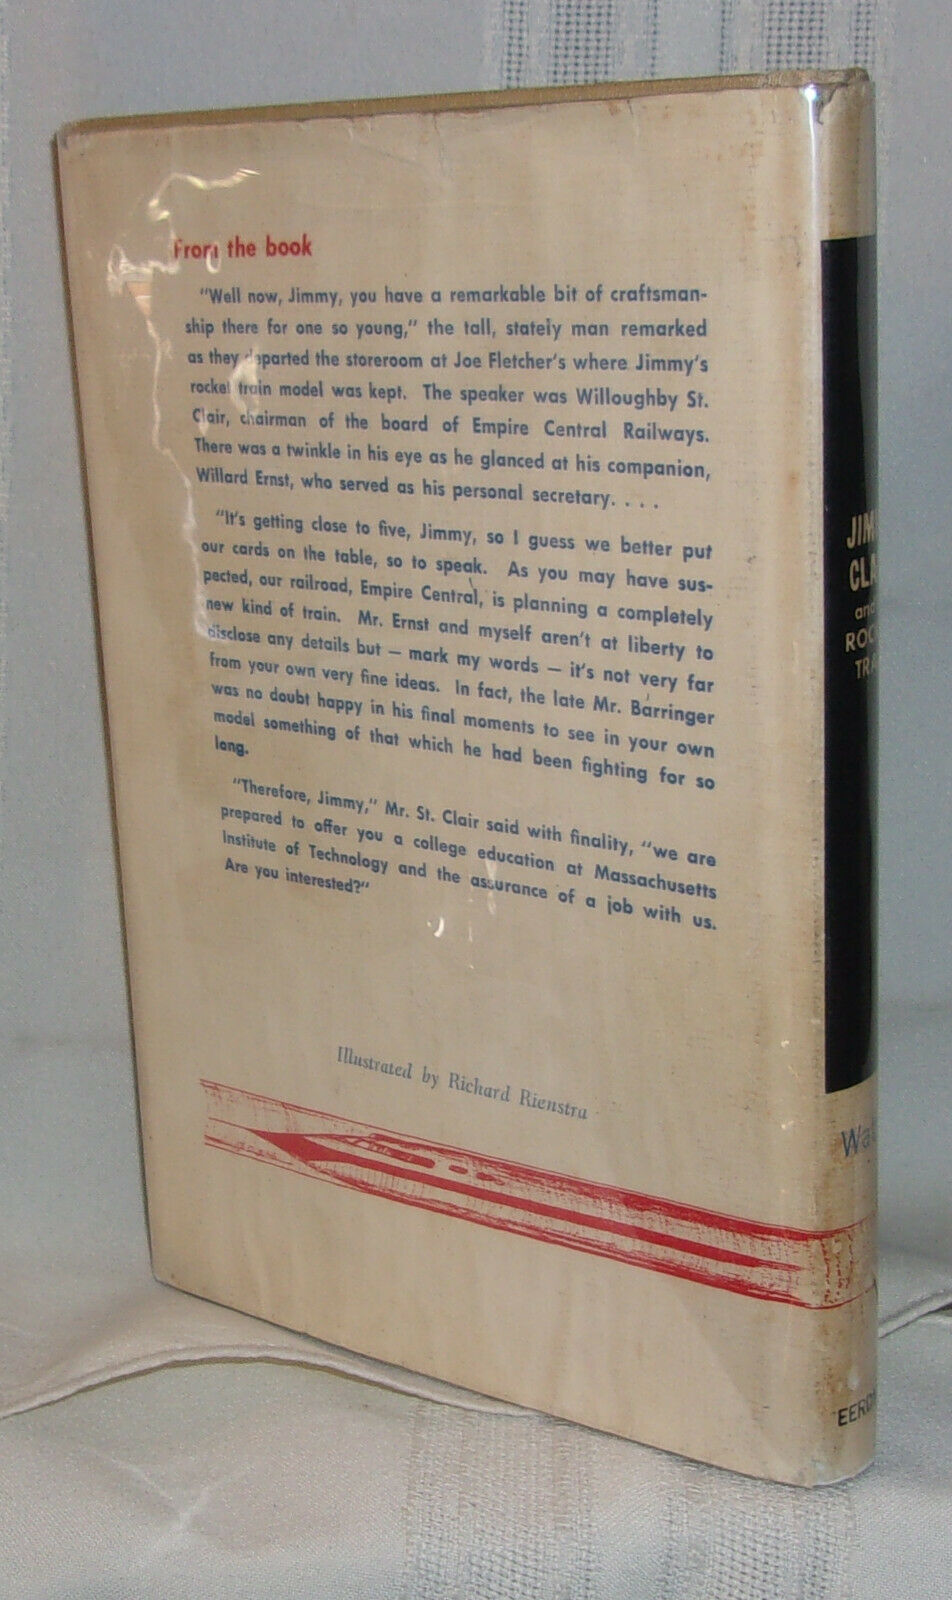 From the book
"Well now, Jimmy, you have a remarkable bit of craftsman-
ship there for one so young," the tall, stately man remarked
as they departed the storeroom at Joe Fletcher's where Jimmy's
rocket train model was kept. The speaker was Willoughby St.
Clair, chairman of the board of Empire Central Railways.
There was a twinkle in his eye as he glanced at his companion,
Willard Ernst, who served as his personal secretary. . . .
"It's getting close to five, Jimmy, so I guess we better put
our cards on the table, so to speak. As you may have sus-
pected, our railroad, Empire Central, is planning a completely
new kind of train. Mr. Ernst and myself aren't at liberty to
disclose any details but — mark my words — it's not very far
from your own very fine ideas. In fact, the late Mr. Barringer
was no doubt happy in his final moments to see in your own
model something of that which he had been fighting for so
long.
"Therefore, Jimmy," Mr. St. Clair said with finality, "we are
prepared to offer you a college education at Massachusetts
Institute of Technology and the assurance of a job with us.
Are you interested?"
Illustrated by Richard Rienstra
JIM
CLA
and
ROC
TRA
Wa
EERD